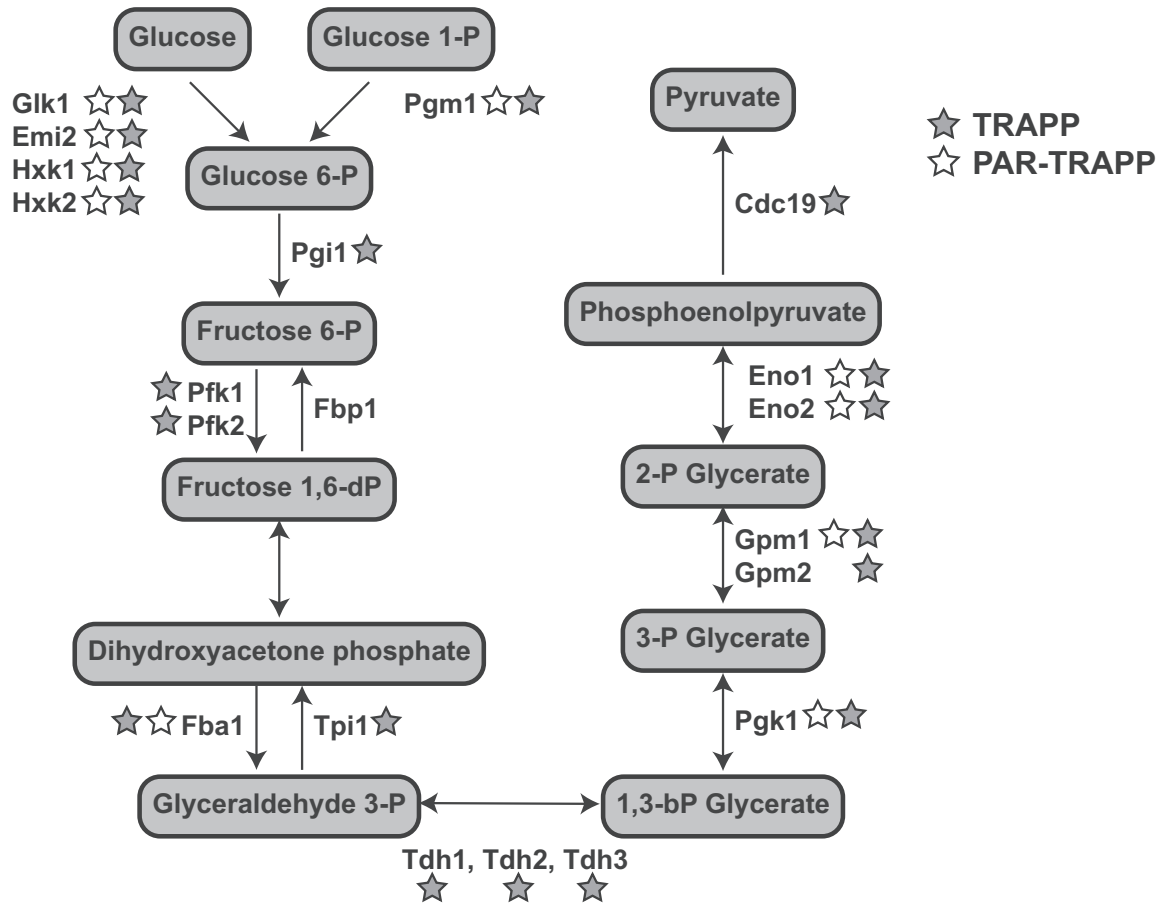 Glucose
Glucose 1-P
Glk1
Emi2
Hxk1
Hxk2
Pgm1
Glucose 6-P
Pgi1
Fructose 6-P
Pfk1
Pfk2
Fbp1
Fructose 1,6-dP
Dihydroxyacetone phosphate
Fba1
Tpi1
Glyceraldehyde 3-P
Tdh1, Tdh2, Tdh3
1,3-bP Glycerate
Pgk1
3-P Glycerate
Gpm1
Gpm2
2-P Glycerate
Eno1
Eno2
Phosphoenolpyruvate
Cdc19
Pyruvate
TRAPP
PAR-TRAPP